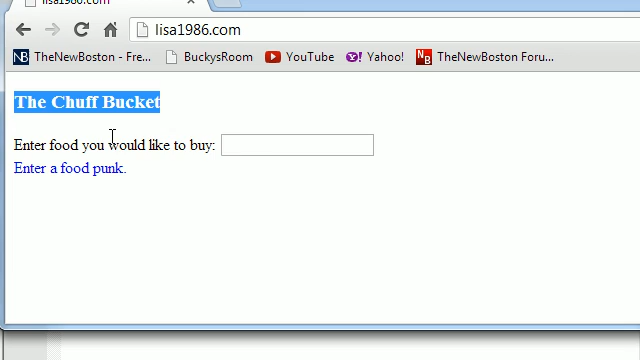 lisa1986.com
lisa1986.com
TheNewBoston - Fre... BuckysRoom YouTube Yahoo! TheNewBoston Foru...
The Chuff Bucket
Enter food you would like to buy:
Enter a food punk.